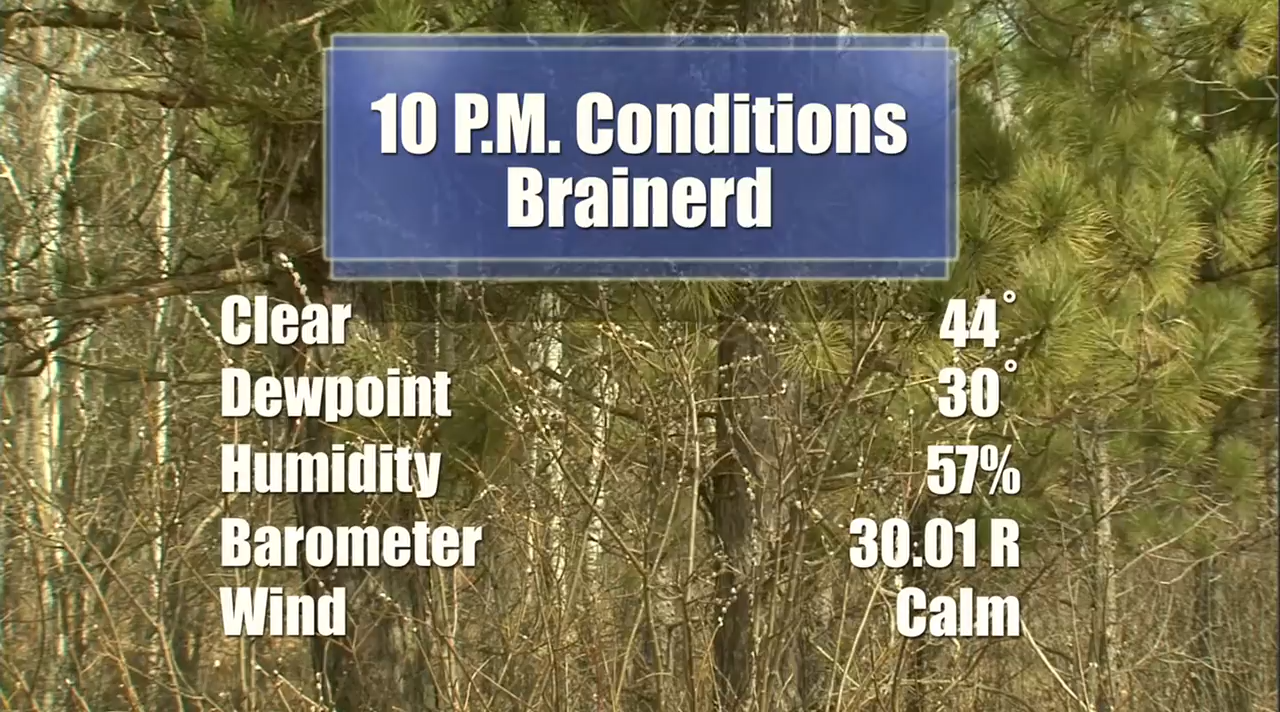 10 P.M. Conditions
Brainerd
Clear 44°
Dewpoint 30°
Humidity 57%
Barometer 30.01 R
Wind Calm